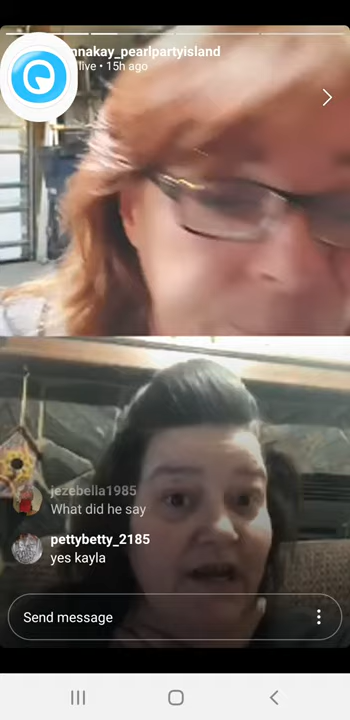 nnakay_pearlpartyisland
live • 15h ago
jezebella1985
What did he say
pettybetty_2185
yes kayla
Send message